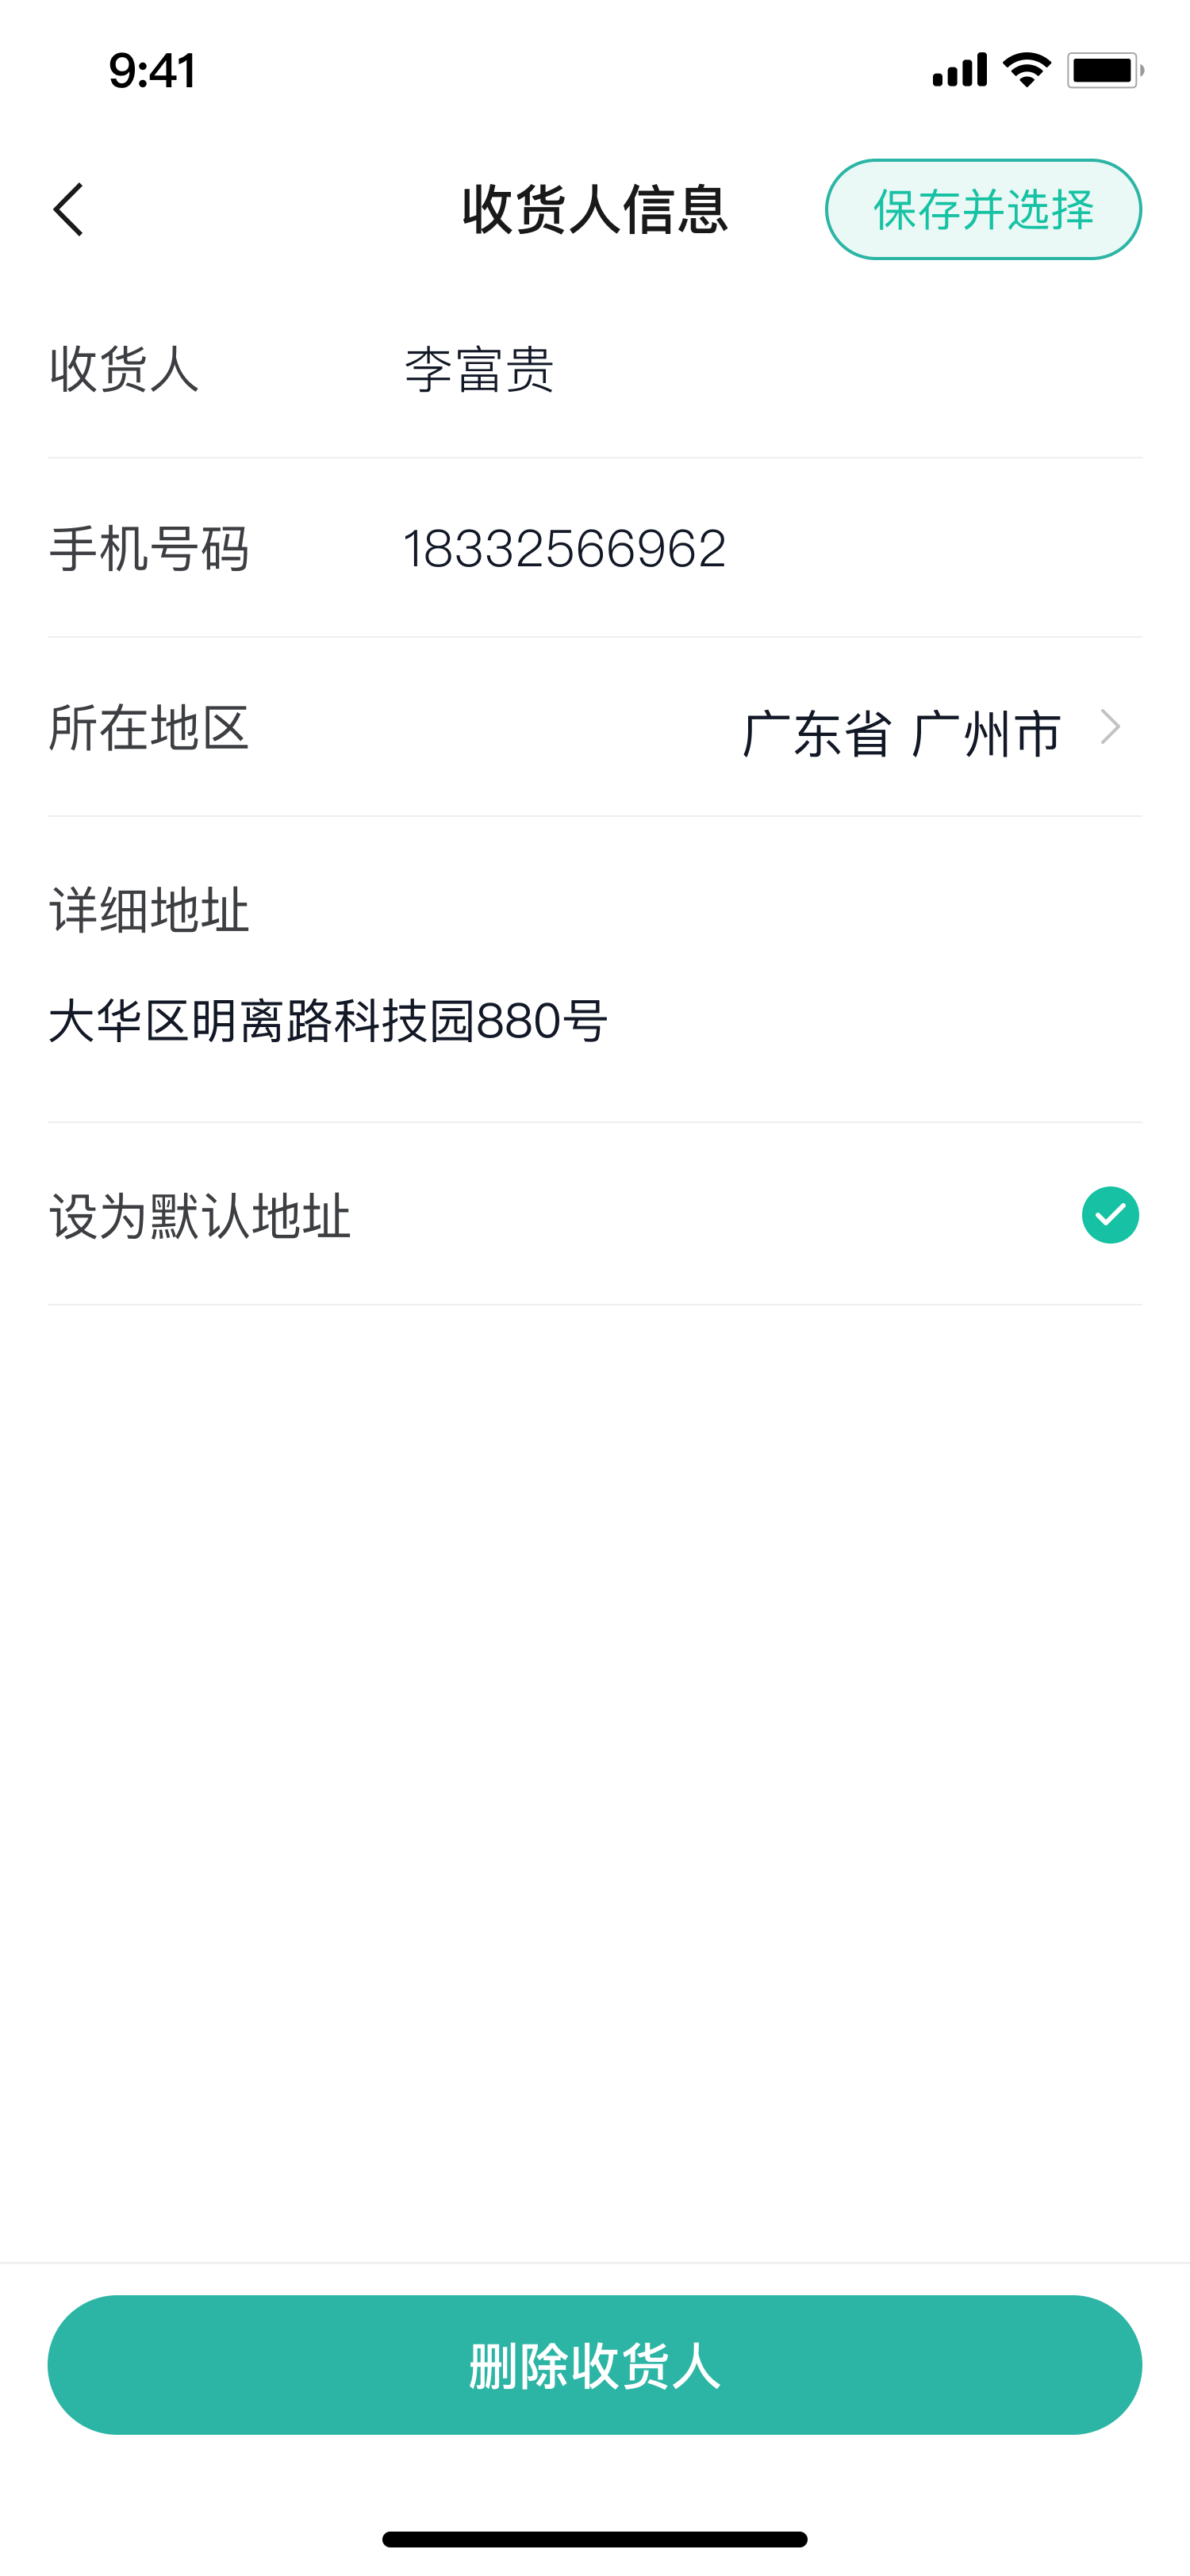 9:41
收货人信息
保存并选择
收货人 李富贵
手机号码 18332566962
所在地区 广东省 广州市
详细地址
大华区明离路科技园880号
设为默认地址
删除收货人